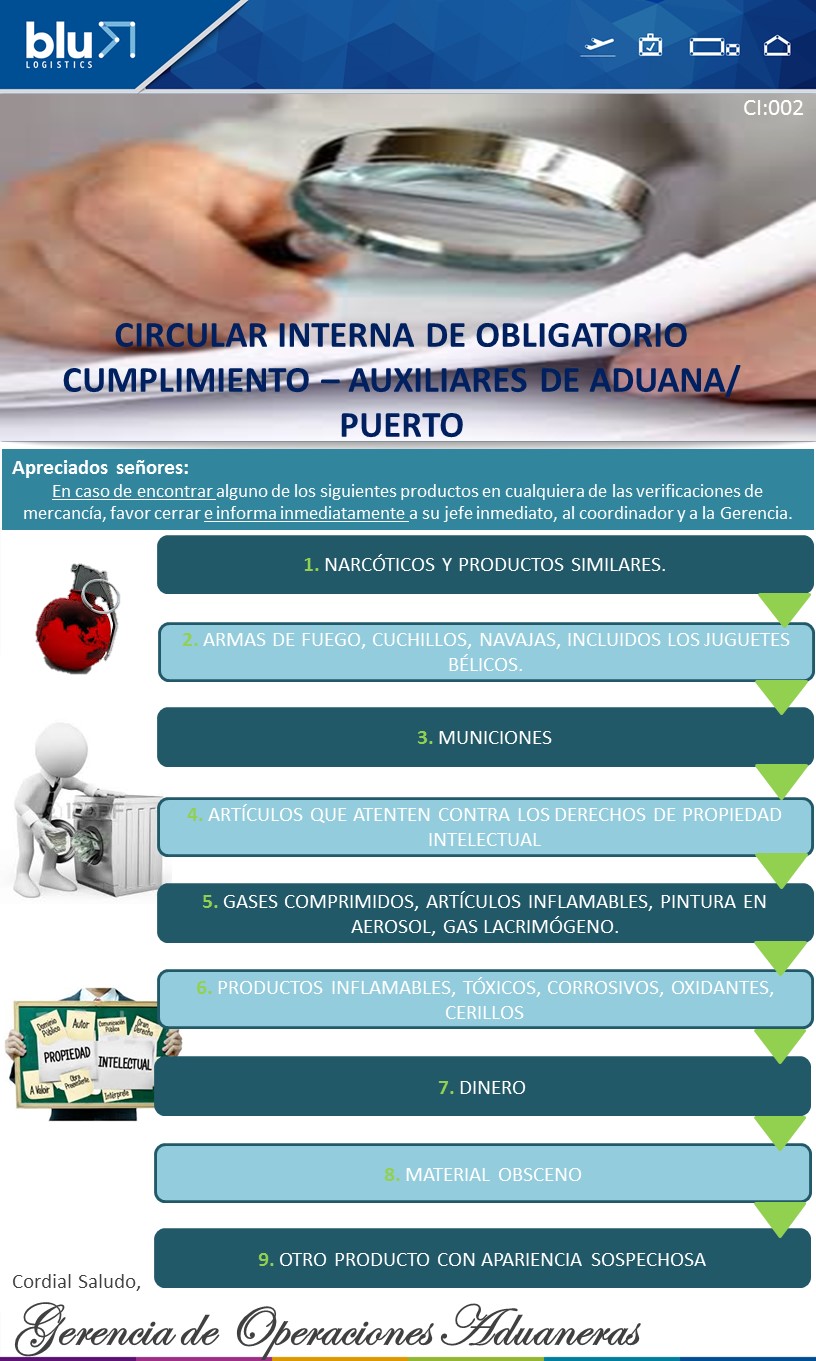 blu
LOGISTICS
CI:002
CIRCULAR INTERNA DE OBLIGATORIO
CUMPLIMIENTO – AUXILIARES DE ADUANA/
PUERTO
Apreciados señores:
En caso de encontrar alguno de los siguientes productos en cualquiera de las verificaciones de
mercancía, favor cerrar e informa inmediatamente a su jefe inmediato, al coordinador y a la Gerencia.
1. NARCÓTICOS Y PRODUCTOS SIMILARES.
2. ARMAS DE FUEGO, CUCHILLOS, NAVAJAS, INCLUIDOS LOS JUGUETES
BÉLICOS.
3. MUNICIONES
4. ARTÍCULOS QUE ATENTEN CONTRA LOS DERECHOS DE PROPIEDAD
INTELECTUAL
5. GASES COMPRIMIDOS, ARTÍCULOS INFLAMABLES, PINTURA EN
AEROSOL, GAS LACRIMÓGENO.
6. PRODUCTOS INFLAMABLES, TÓXICOS, CORROSIVOS, OXIDANTES,
CERILLOS
Dominio
Público
Autor
Comunicación
Pública
Gran
Derecho
PROPIEDAD
INTELECTUAL
A Valoir
Obra
Intérprete
7. DINERO
8. MATERIAL OBSCENO
9. OTRO PRODUCTO CON APARIENCIA SOSPECHOSA
Cordial Saludo,
Gerencia de Operaciones Aduaneras